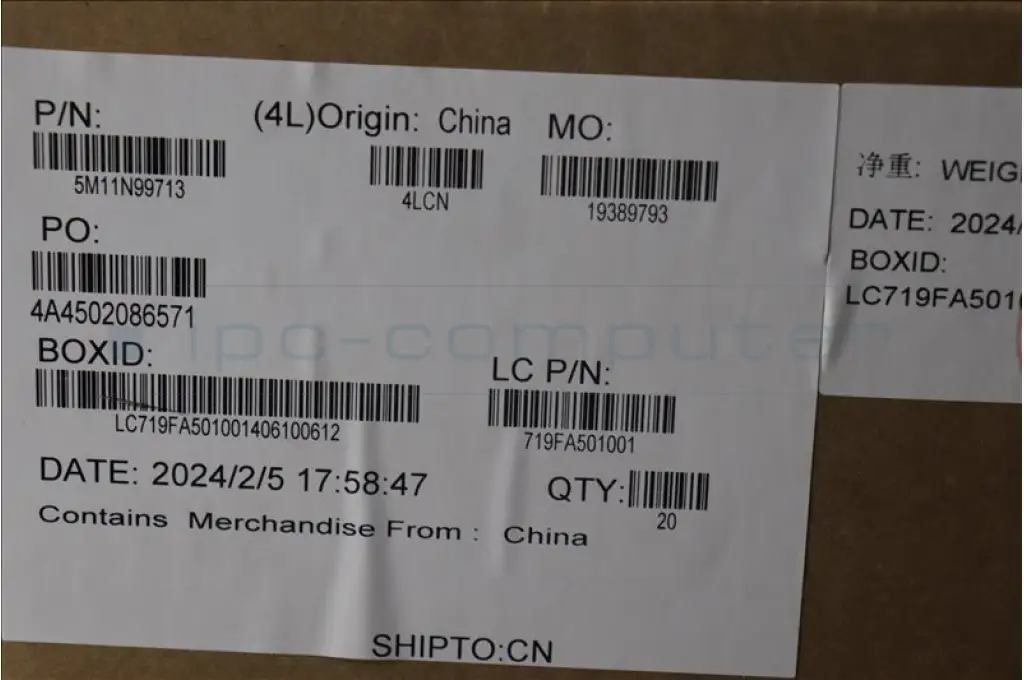 P/N:
5M11N99713
(4L)Origin: China
4LCN
MO:
19389793
PO:
4A4502086571
BOXID:
LC719FA501001406100612
LC P/N:
719FA501001
DATE: 2024/2/5 17:58:47
QTY:
20
Contains Merchandise From : China
SHIPTO:CN
净重: WEIG
DATE: 2024/
BOXID:
LC719FA501
ipc-computer